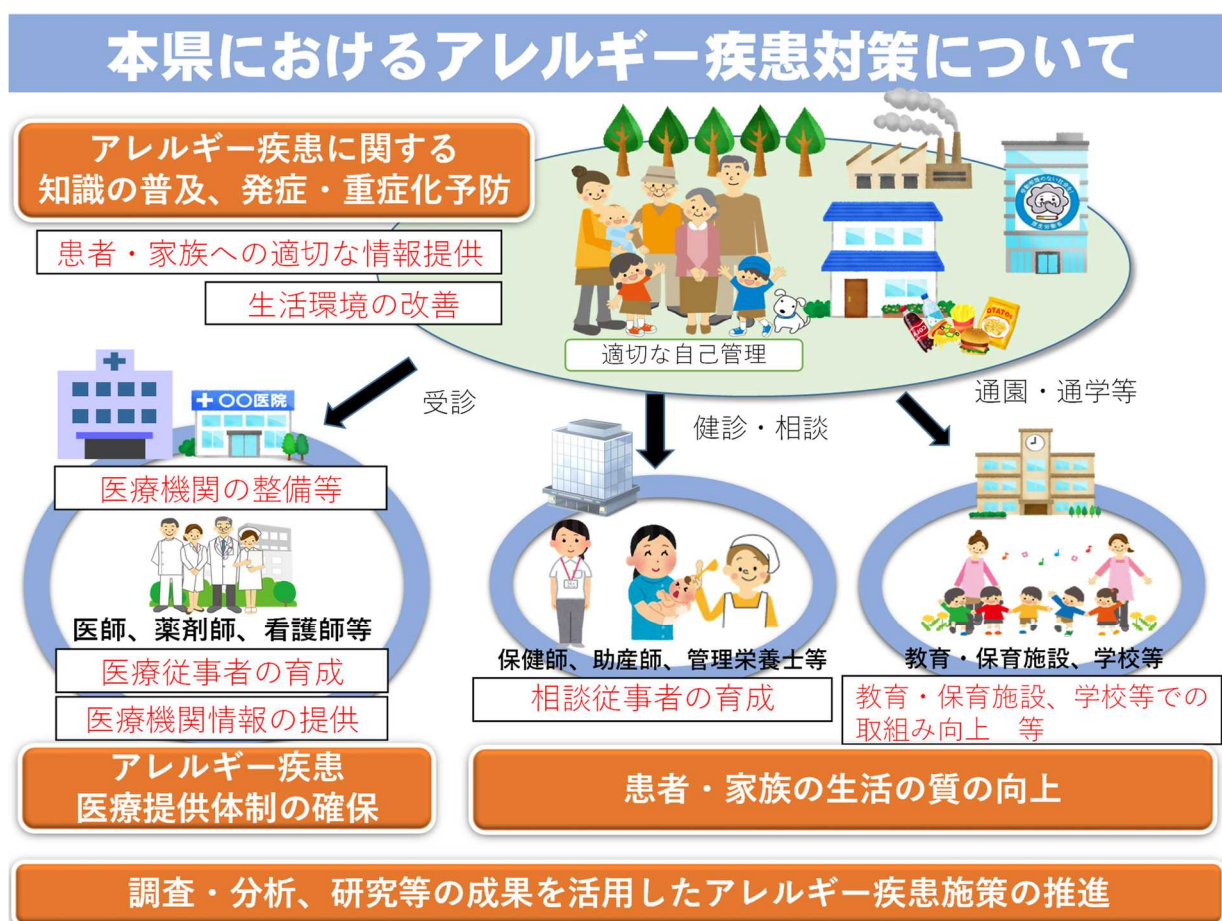 本県におけるアレルギー疾患対策について
アレルギー疾患に関する
知識の普及、発症・重症化予防
患者・家族への適切な情報提供
生活環境の改善
適切な自己管理
受診
健診・相談
通園・通学等
〇〇医院
医療機関の整備等
医師、薬剤師、看護師等
医療従事者の育成
医療機関情報の提供
保健師、助産師、管理栄養士等
相談従事者の育成
教育・保育施設、学校等
教育・保育施設、学校等での
取組み向上　等
アレルギー疾患
医療提供体制の確保
患者・家族の生活の質の向上
調査・分析、研究等の成果を活用したアレルギー疾患施策の推進